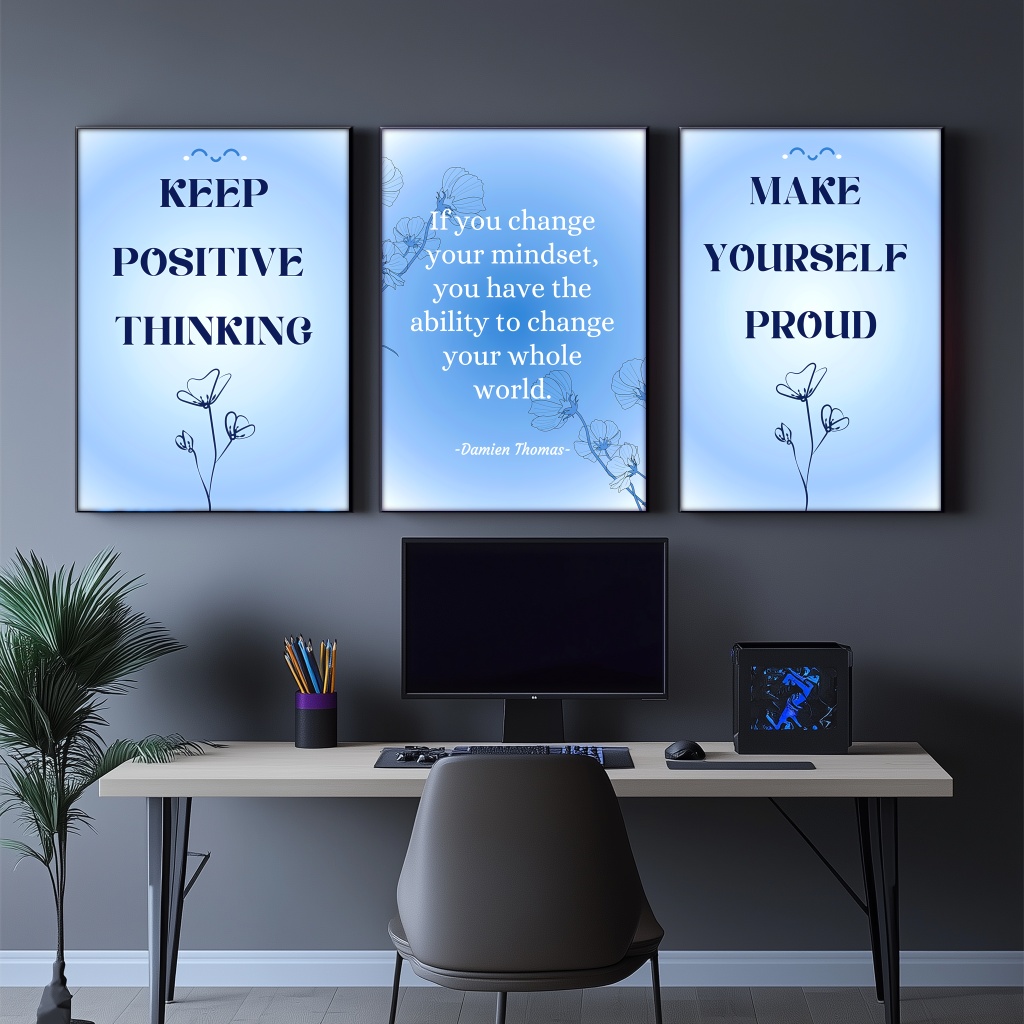 KEEP
POSITIVE
THINKING
If you change
your mindset,
you have the
ability to change
your whole
world.
-Damien Thomas-
MAKE
YOURSELF
PROUD